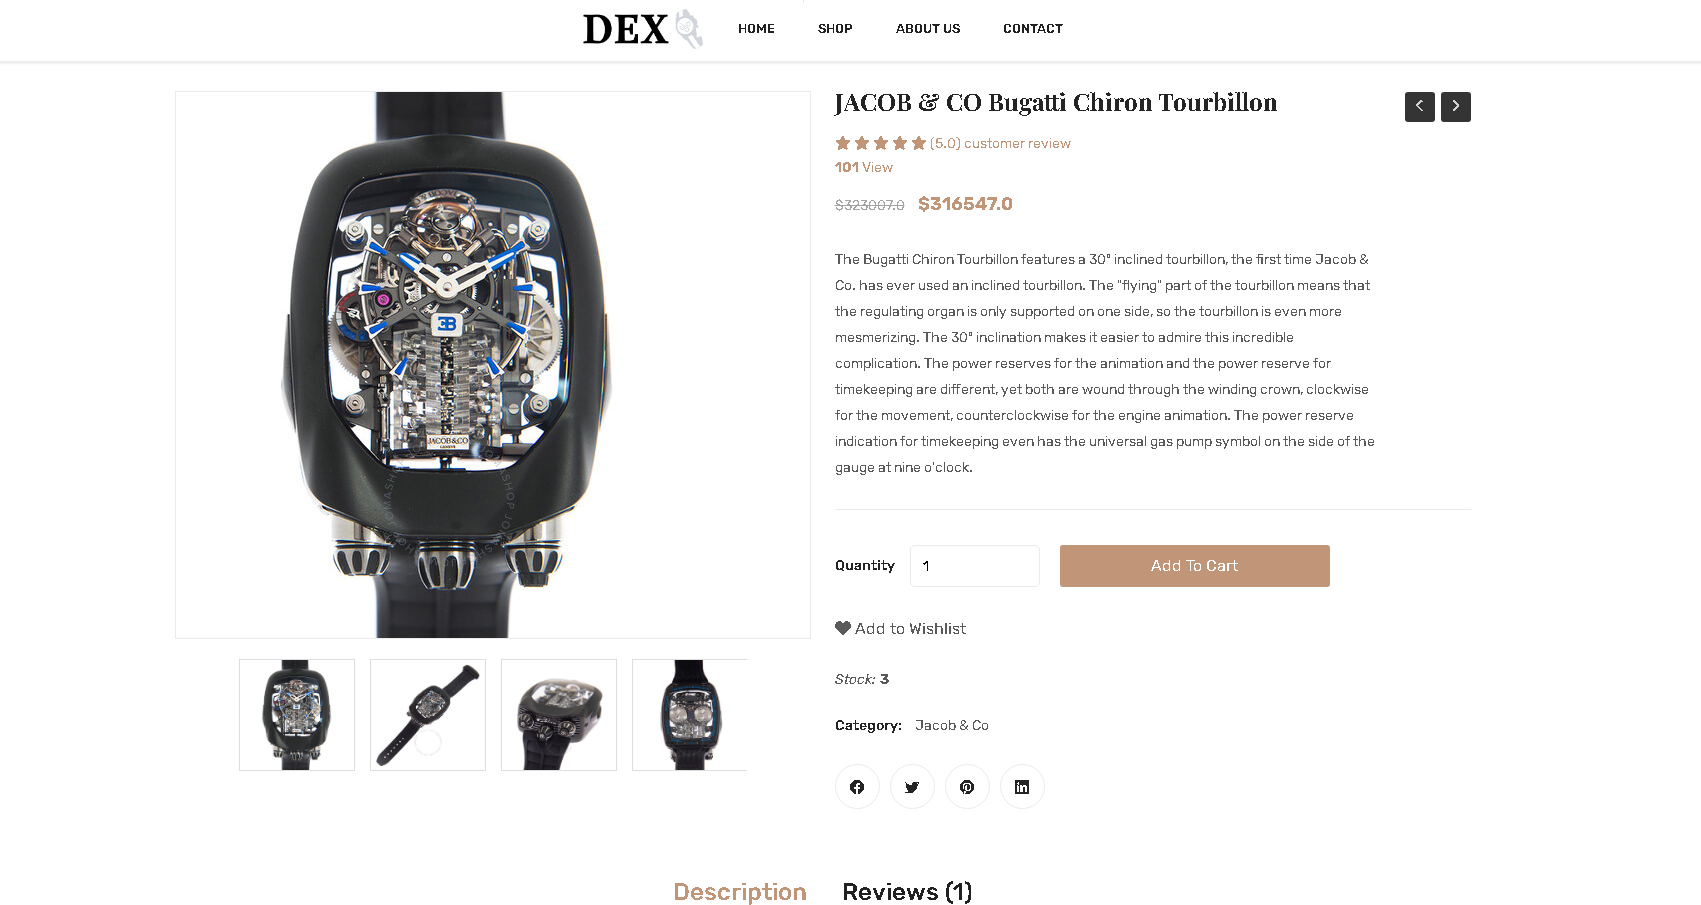 DEX
HOME SHOP ABOUT US CONTACT
JACOB & CO Bugatti Chiron Tourbillon
(5.0) customer review
101 View
$323007.0 $316547.0
The Bugatti Chiron Tourbillon features a 30º inclined tourbillon, the first time Jacob &
Co. has ever used an inclined tourbillon. The "flying" part of the tourbillon means that
the regulating organ is only supported on one side, so the tourbillon is even more
mesmerizing. The 30º inclination makes it easier to admire this incredible
complication. The power reserves for the animation and the power reserve for
timekeeping are different, yet both are wound through the winding crown, clockwise
for the movement, counterclockwise for the engine animation. The power reserve
indication for timekeeping even has the universal gas pump symbol on the side of the
gauge at nine o'clock.
JACOB&CO
GENEVE
Quantity 1 Add To Cart
Add to Wishlist
Stock: 3
Category: Jacob & Co
Description Reviews (1)